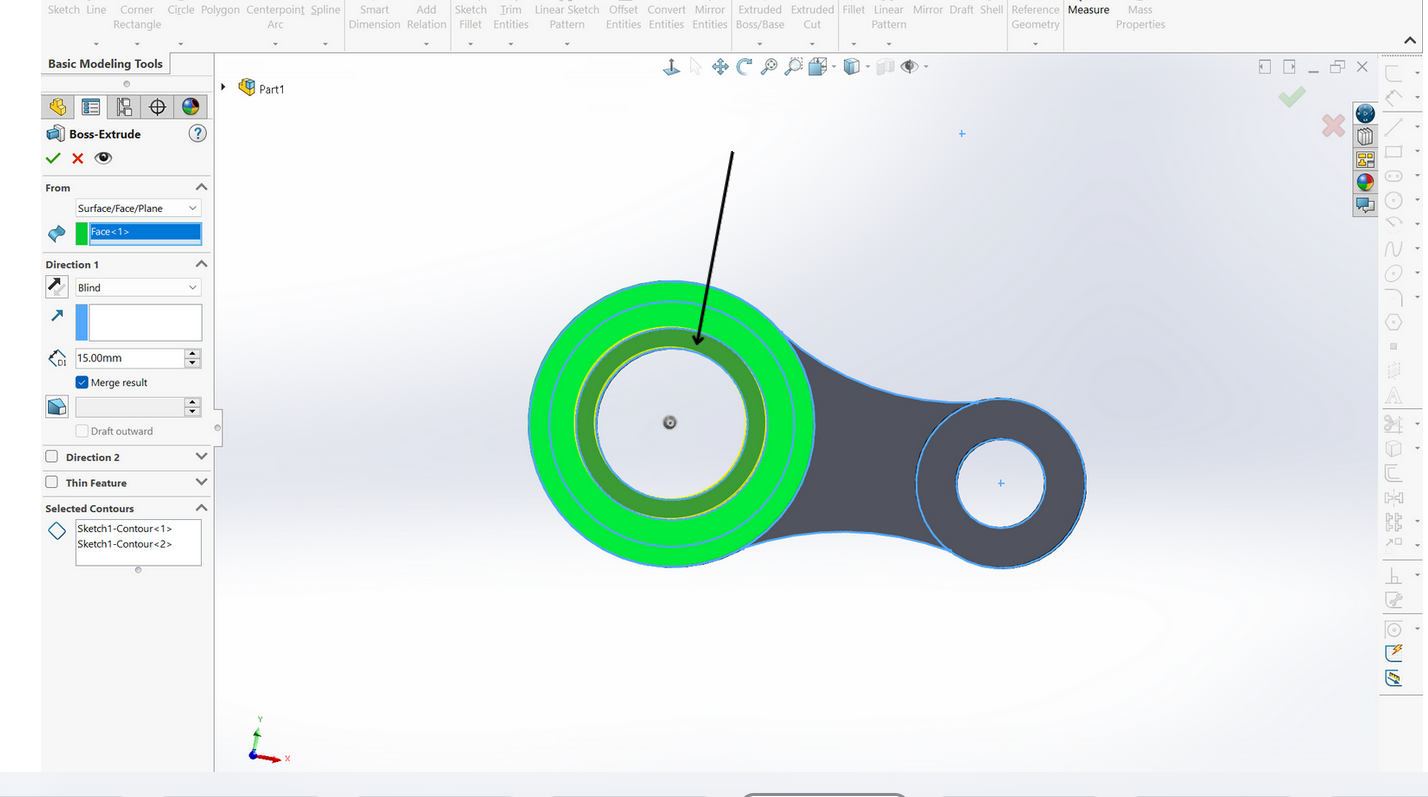 Sketch Line Corner Circle Polygon Centerpoint Spline Smart Add Sketch Trim Linear Sketch Offset Convert Mirror Extruded Extruded Fillet Linear Mirror Draft Shell Reference Measure Mass
Rectangle Arc Dimension Relation Fillet Entities Pattern Entities Entities Entities Boss/Base Cut Pattern Geometry Properties
Basic Modeling Tools
Part1
Boss-Extrude
?
From
Surface/Face/Plane
Face<1>
Direction 1
Blind
D1
15.00mm
Merge result
Draft outward
Direction 2
Thin Feature
Selected Contours
Sketch1-Contour<1>
Sketch1-Contour<2>
Y
X